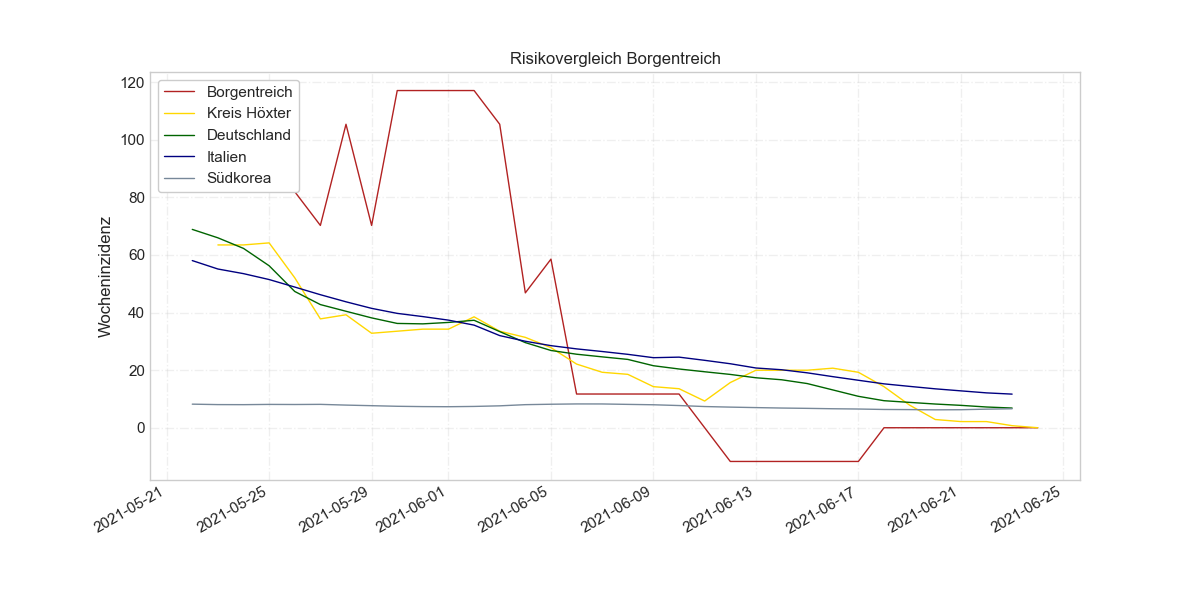 Risikovergleich Borgentreich
Wocheninzidenz
120
100
80
60
40
20
0
Borgentreich
Kreis Höxter
Deutschland
Italien
Südkorea
2021-05-21
2021-05-25
2021-05-29
2021-06-01
2021-06-05
2021-06-09
2021-06-13
2021-06-17
2021-06-21
2021-06-25